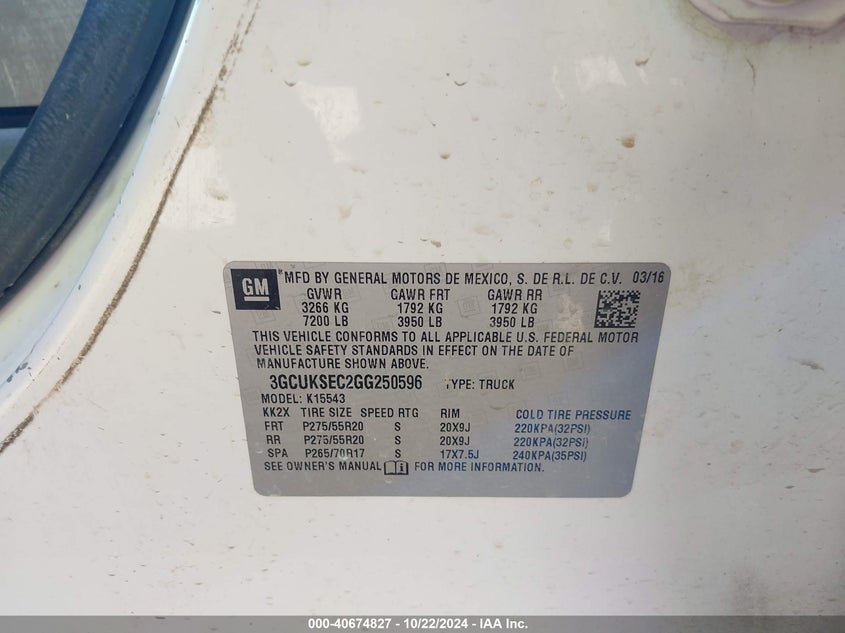 GM
MFD BY GENERAL MOTORS DE MEXICO, S. DE R.L. DE C.V. 03/16
GVWR GAWR FRT GAWR RR
3266 KG 1792 KG 1792 KG
7200 LB 3950 LB 3950 LB
THIS VEHICLE CONFORMS TO ALL APPLICABLE U.S. FEDERAL MOTOR
VEHICLE SAFETY STANDARDS IN EFFECT ON THE DATE OF
MANUFACTURE SHOWN ABOVE.
3GCUKSEC2GG250596 TYPE: TRUCK
MODEL: K15543
KK2X TIRE SIZE SPEED RTG RIM COLD TIRE PRESSURE
FRT P275/55R20 S 20X9J 220KPA(32PSI)
RR P275/55R20 S 20X9J 220KPA(32PSI)
SPA P265/70R17 S 17X7.5J 240KPA(35PSI)
SEE OWNER'S MANUAL FOR MORE INFORMATION.
000-40674827 - 10/22/2024 - IAA Inc.